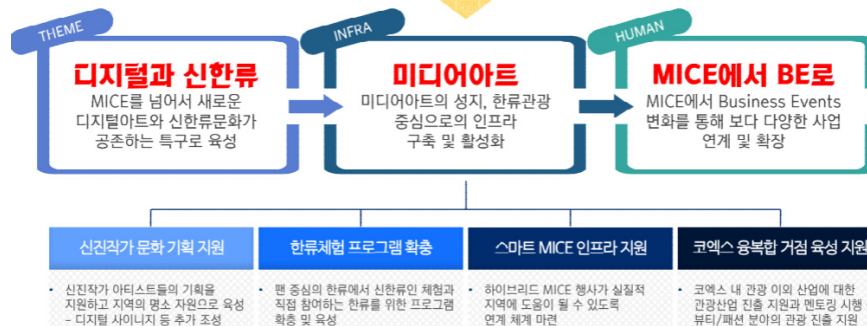 THEME
디지털과 신한류
MICE를 넘어서 새로운
디지털아트와 신한류문화가
공존하는 특구로 육성
INFRA
미디어아트
미디어아트의 성지, 한류관광
중심으로의 인프라
구축 및 활성화
HUMAN
MICE에서 BE로
MICE에서 Business Events
변화를 통해 보다 다양한 사업
연계 및 확장
신진작가 문화 기획 지원
• 신진작가 아티스트들의 기획을
지원하고 지역의 명소 자원으로 육성
– 디지털 사이니지 등 추가 조성
한류체험 프로그램 확충
• 팬 중심의 한류에서 신한류인 체험과
직접 참여하는 한류를 위한 프로그램
확충 및 육성
스마트 MICE 인프라 지원
• 하이브리드 MICE 행사가 실질적
지역에 도움이 될 수 있도록
연계 체계 마련
코엑스 융복합 거점 육성 지원
• 코엑스 내 관광 이외 산업에 대한
관광산업 진출 지원과 멘토링 시행
뷰티/패션 분야의 관광 진출 지원